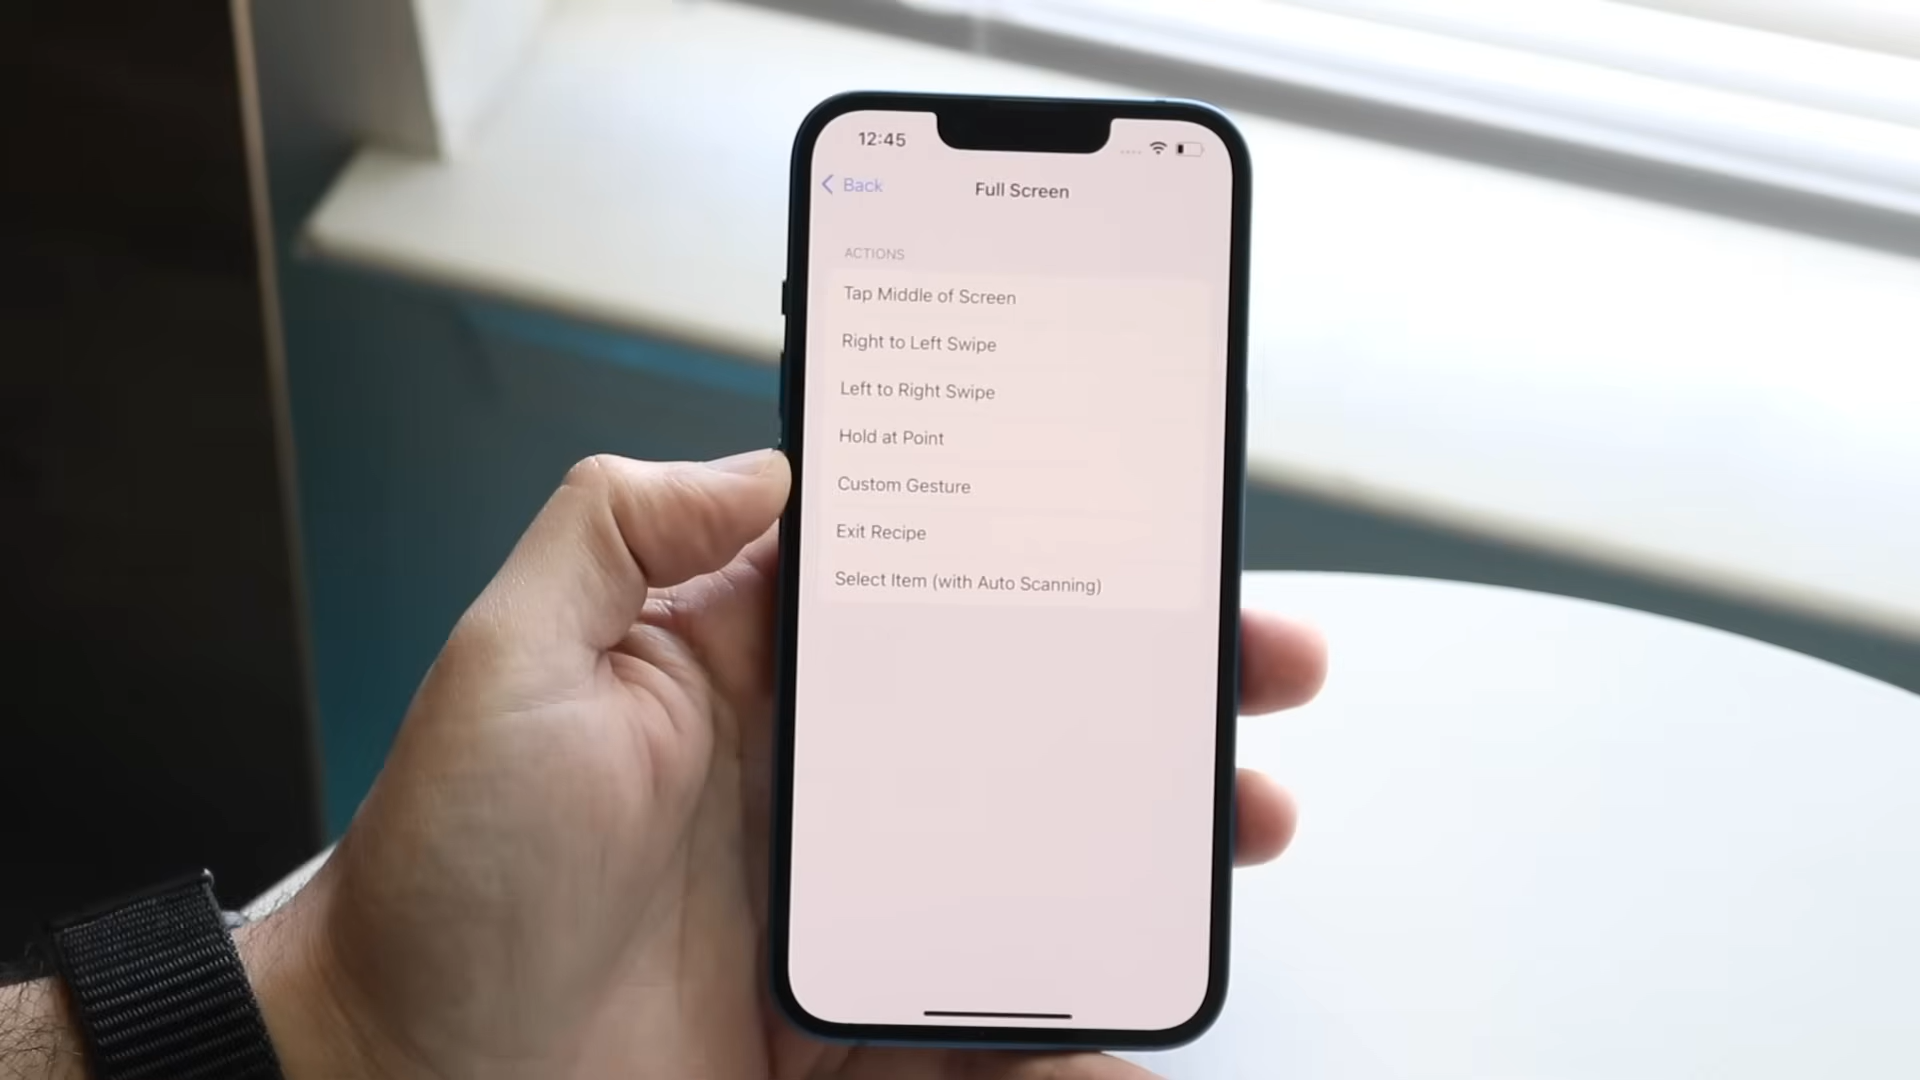 12:45
Back
Full Screen
ACTIONS
Tap Middle of Screen
Right to Left Swipe
Left to Right Swipe
Hold at Point
Custom Gesture
Exit Recipe
Select Item (with Auto Scanning)